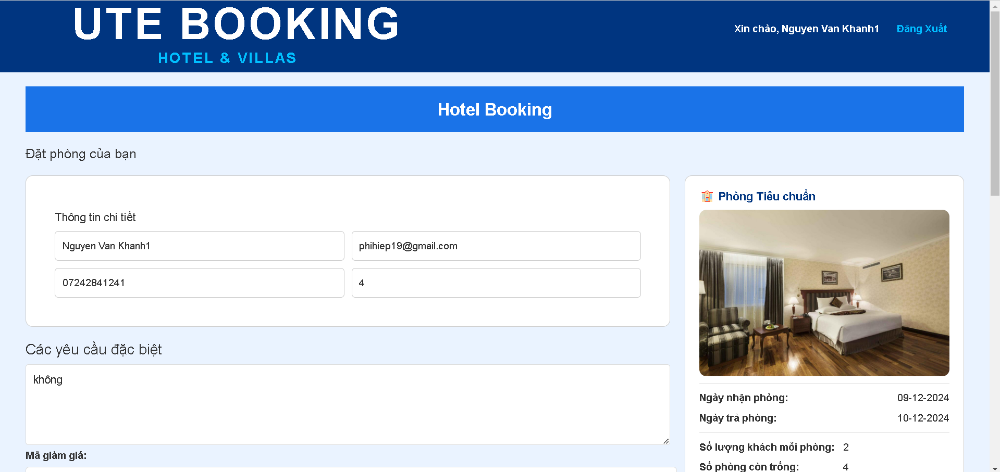 UTE BOOKING
HOTEL & VILLAS
Xin chào, Nguyen Van Khanh1
Đăng Xuất
Hotel Booking
Đặt phòng của bạn
Thông tin chi tiết
Nguyen Van Khanh1
phihiep19@gmail.com
07242841241
4
Các yêu cầu đặc biệt
không
Mã giảm giá:
Phòng Tiêu chuẩn
Ngày nhận phòng: 09-12-2024
Ngày trả phòng: 10-12-2024
Số lượng khách mỗi phòng: 2
Số phòng còn trống: 4